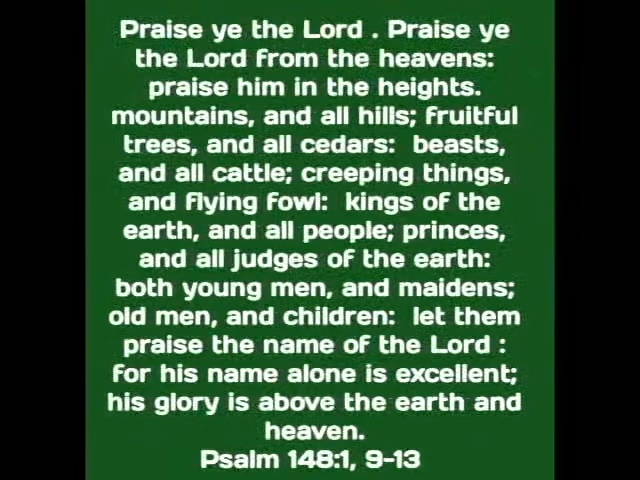 Praise ye the Lord . Praise ye
the Lord from the heavens:
praise him in the heights.
mountains, and all hills; fruitful
trees, and all cedars:  beasts,
and all cattle; creeping things,
and flying fowl:  kings of the
earth, and all people; princes,
and all judges of the earth:
both young men, and maidens;
old men, and children:  let them
praise the name of the Lord :
for his name alone is excellent;
his glory is above the earth and
heaven.
Psalm 148:1, 9-13